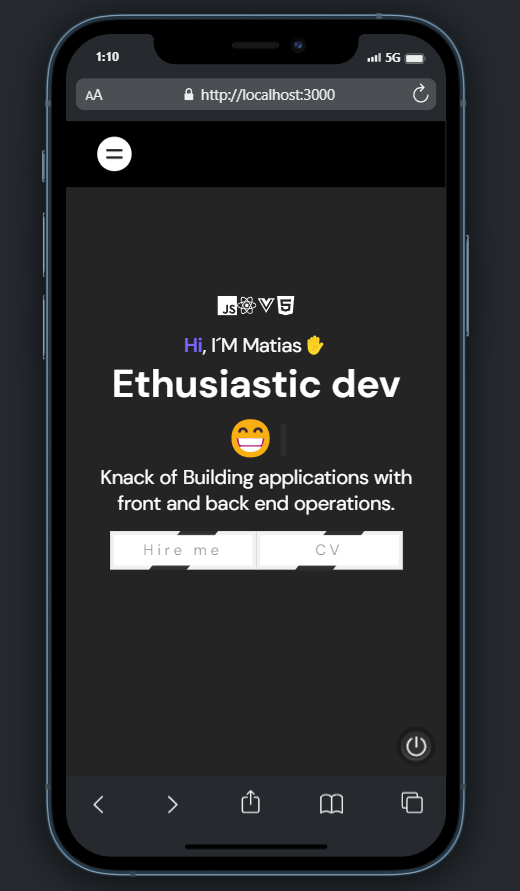 1:10
5G
AA
http://localhost:3000
JS
5
Hi, I´M Matias ✋
Ethusiastic dev
😁
Knack of Building applications with
front and back end operations.
Hire me
CV